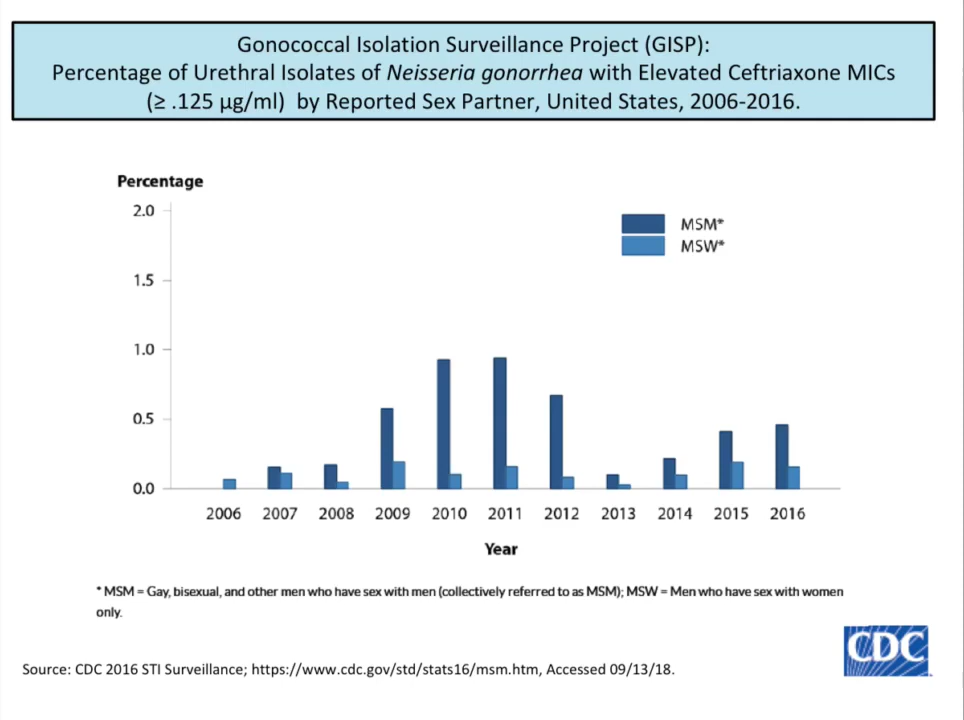 Gonococcal Isolation Surveillance Project (GISP):
Percentage of Urethral Isolates of Neisseria gonorrhea with Elevated Ceftriaxone MICs
(≥ .125 µg/ml) by Reported Sex Partner, United States, 2006-2016.
Percentage
2.0
1.5
1.0
0.5
0.0
MSM*
MSW*
2006 2007 2008 2009 2010 2011 2012 2013 2014 2015 2016
Year
* MSM = Gay, bisexual, and other men who have sex with men (collectively referred to as MSM); MSW = Men who have sex with women
only.
CDC
Source: CDC 2016 STI Surveillance; https://www.cdc.gov/std/stats16/msm.htm, Accessed 09/13/18.